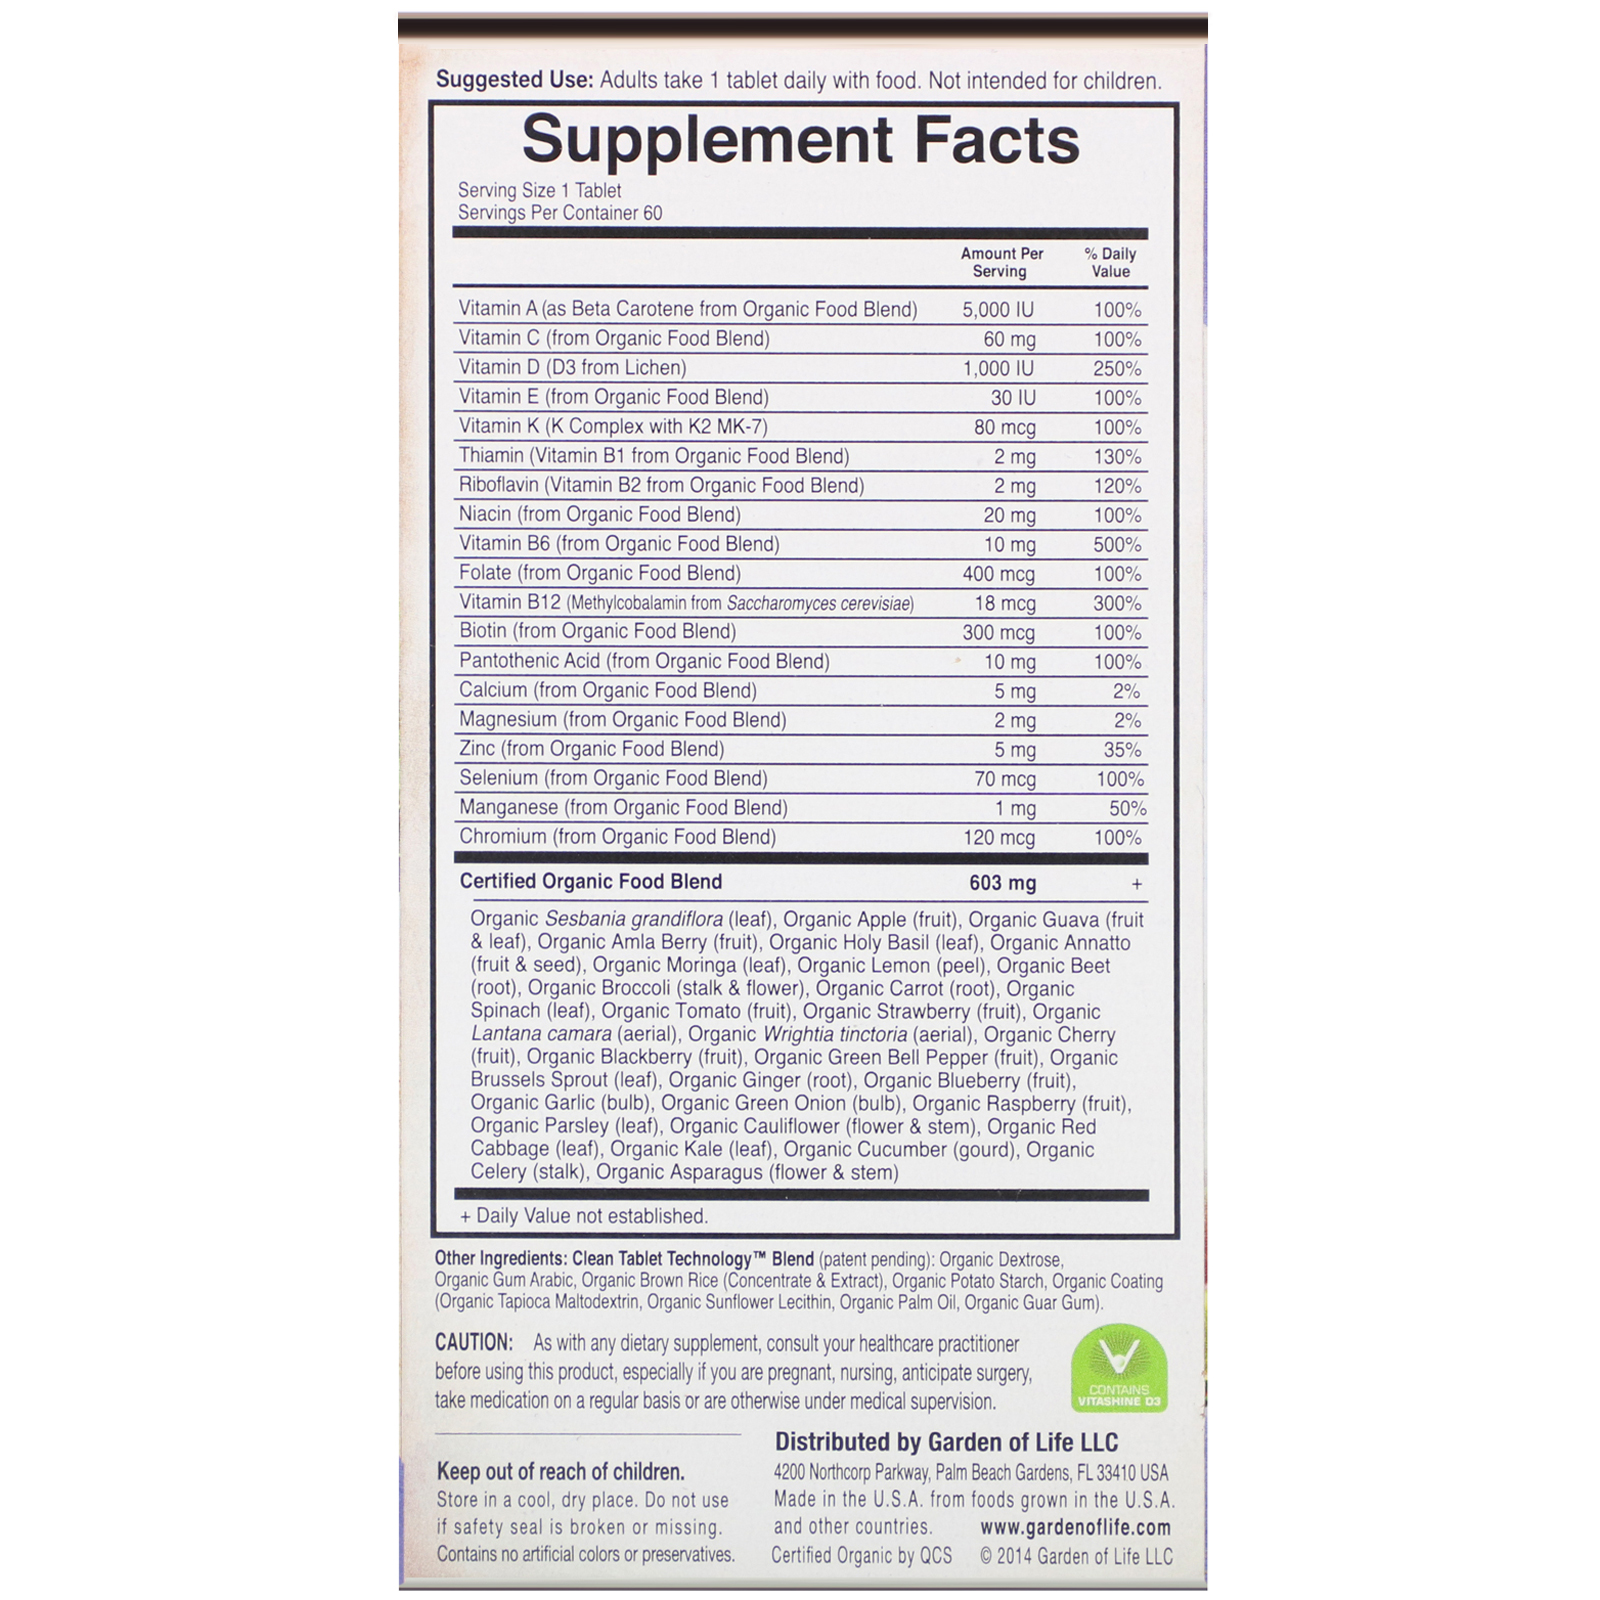 Suggested Use: Adults take 1 tablet daily with food. Not intended for children.
Supplement Facts
Serving Size 1 Tablet
Servings Per Container 60
Amount Per Serving % Daily Value
Vitamin A (as Beta Carotene from Organic Food Blend) 5,000 IU 100%
Vitamin C (from Organic Food Blend) 60 mg 100%
Vitamin D (D3 from Lichen) 1,000 IU 250%
Vitamin E (from Organic Food Blend) 30 IU 100%
Vitamin K (K Complex with K2 MK-7) 80 mcg 100%
Thiamin (Vitamin B1 from Organic Food Blend) 2 mg 130%
Riboflavin (Vitamin B2 from Organic Food Blend) 2 mg 120%
Niacin (from Organic Food Blend) 20 mg 100%
Vitamin B6 (from Organic Food Blend) 10 mg 500%
Folate (from Organic Food Blend) 400 mcg 100%
Vitamin B12 (Methylcobalamin from Saccharomyces cerevisiae) 18 mcg 300%
Biotin (from Organic Food Blend) 300 mcg 100%
Pantothenic Acid (from Organic Food Blend) 10 mg 100%
Calcium (from Organic Food Blend) 5 mg 2%
Magnesium (from Organic Food Blend) 2 mg 2%
Zinc (from Organic Food Blend) 5 mg 35%
Selenium (from Organic Food Blend) 70 mcg 100%
Manganese (from Organic Food Blend) 1 mg 50%
Chromium (from Organic Food Blend) 120 mcg 100%
Certified Organic Food Blend 603 mg +
Organic Sesbania grandiflora (leaf), Organic Apple (fruit), Organic Guava (fruit
& leaf), Organic Amla Berry (fruit), Organic Holy Basil (leaf), Organic Annatto
(fruit & seed), Organic Moringa (leaf), Organic Lemon (peel), Organic Beet
(root), Organic Broccoli (stalk & flower), Organic Carrot (root), Organic
Spinach (leaf), Organic Tomato (fruit), Organic Strawberry (fruit), Organic
Lantana camara (aerial), Organic Wrightia tinctoria (aerial), Organic Cherry
(fruit), Organic Blackberry (fruit), Organic Green Bell Pepper (fruit), Organic
Brussels Sprout (leaf), Organic Ginger (root), Organic Blueberry (fruit),
Organic Garlic (bulb), Organic Green Onion (bulb), Organic Raspberry (fruit),
Organic Parsley (leaf), Organic Cauliflower (flower & stem), Organic Red
Cabbage (leaf), Organic Kale (leaf), Organic Cucumber (gourd), Organic
Celery (stalk), Organic Asparagus (flower & stem)
+ Daily Value not established.
Other Ingredients: Clean Tablet Technology™ Blend (patent pending): Organic Dextrose,
Organic Gum Arabic, Organic Brown Rice (Concentrate & Extract), Organic Potato Starch, Organic Coating
(Organic Tapioca Maltodextrin, Organic Sunflower Lecithin, Organic Palm Oil, Organic Guar Gum).
CAUTION: As with any dietary supplement, consult your healthcare practitioner
before using this product, especially if you are pregnant, nursing, anticipate surgery,
take medication on a regular basis or are otherwise under medical supervision.
CONTAINS
VITASHINE D3
Keep out of reach of children.
Store in a cool, dry place. Do not use
if safety seal is broken or missing.
Contains no artificial colors or preservatives.
Distributed by Garden of Life LLC
4200 Northcorp Parkway, Palm Beach Gardens, FL 33410 USA
Made in the U.S.A. from foods grown in the U.S.A.
and other countries. www.gardenoflife.com
Certified Organic by QCS © 2014 Garden of Life LLC